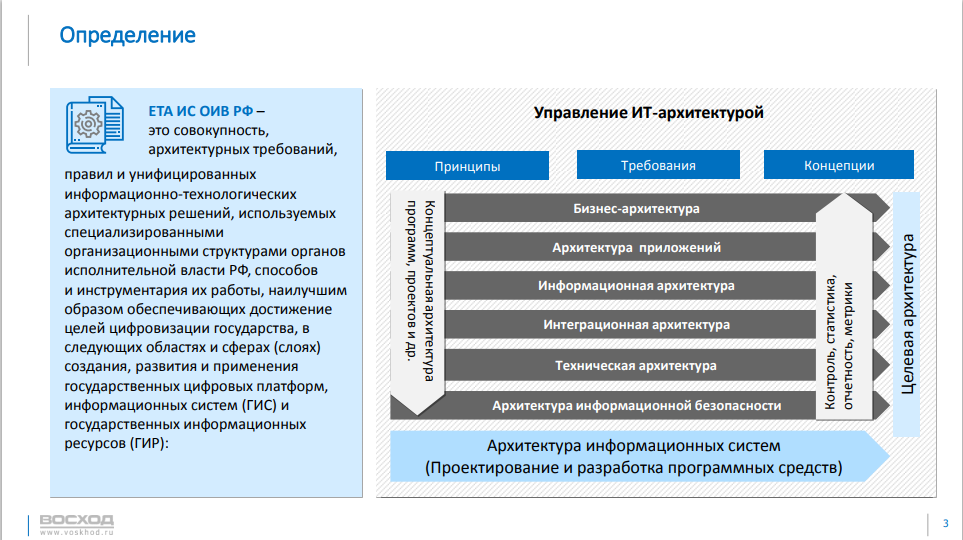 Определение
ЕТА ИС ОИВ РФ –
это совокупность,
архитектурных требований,
правил и унифицированных
информационно-технологических
архитектурных решений, используемых
специализированными
организационными структурами органов
исполнительной власти РФ, способов
и инструментария их работы, наилучшим
образом обеспечивающих достижение
целей цифровизации государства, в
следующих областях и сферах (слоях)
создания, развития и применения
государственных цифровых платформ,
информационных систем (ГИС) и
государственных информационных
ресурсов (ГИР):
Управление ИТ-архитектурой
Принципы
Требования
Концепции
Концептуальная архитектура
программ, проектов и др.
Бизнес-архитектура
Архитектура приложений
Информационная архитектура
Интеграционная архитектура
Техническая архитектура
Архитектура информационной безопасности
Контроль, статистика,
отчетность, метрики
Целевая архитектура
Архитектура информационных систем
(Проектирование и разработка программных средств)
ВОСХОД
www.voskhod.ru
3